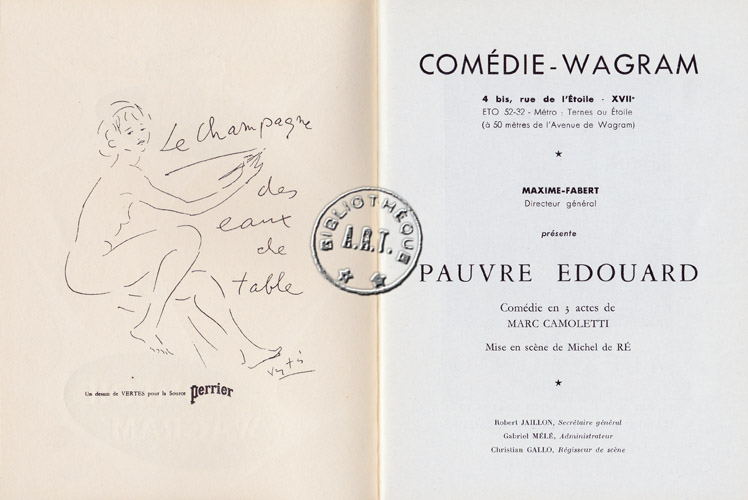 Le Champagne
des
eaux
de
table
Vertès
Un dessin de VERTES pour la Source perrier
BIBLIOTHÈQUE
A.R.T.
COMÉDIE-WAGRAM
4 bis, rue de l'Étoile - XVIIe
ETO 52-32 - Métro : Ternes ou Étoile
(à 50 mètres de l'Avenue de Wagram)
MAXIME-FABERT
Directeur général
présente
PAUVRE EDOUARD
Comédie en 3 actes de
MARC CAMOLETTI
Mise en scène de Michel de RÉ
Robert JAILLON, Secrétaire général
Gabriel MÉLÉ, Administrateur
Christian GALLO, Régisseur de scène